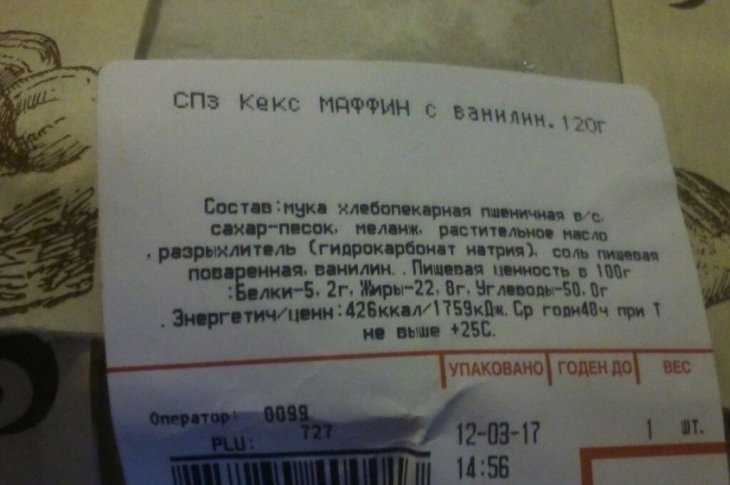 СПз Кекс МАФФИН с ванилин.120г
Состав:мука хлебопекарная пшеничная в/с,
сахар-песок, меланж, растительное масло
,разрыхлитель (гидрокарбонат натрия), соль пищевая
поваренная, ванилин. .Пищевая ценность в 100г
:Белки-5,2г,Жиры-22,8г,Углеводы-50,0г
.Энергетич/ценн:426ккал/1759кДж.Ср годн48ч при Т
не выше +25С.
УПАКОВАНО ГОДЕН ДО ВЕС
Оператор: 0099
PLU: 727
12-03-17 1 шт.
14:56